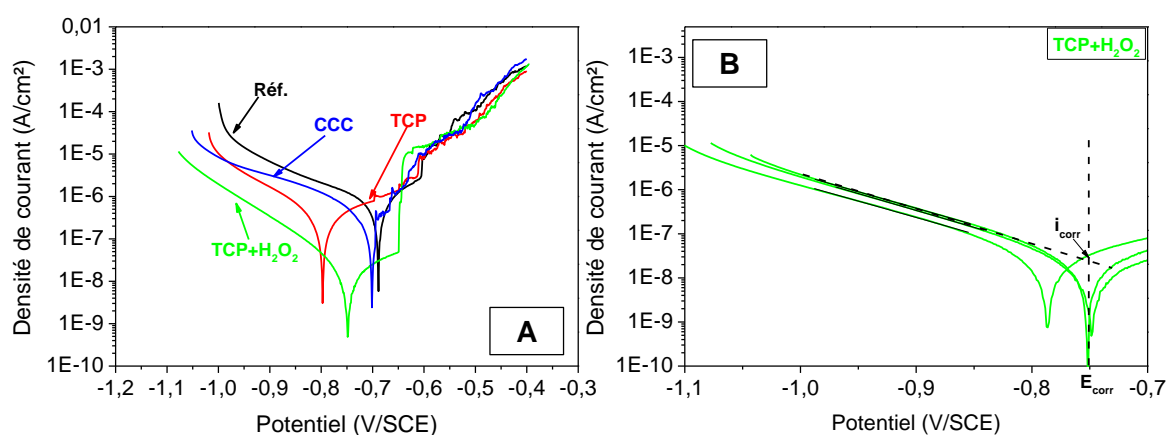 0,01
1E-3
1E-4
1E-5
1E-6
1E-7
1E-8
1E-9
1E-10
-1,2 -1,1 -1,0 -0,9 -0,8 -0,7 -0,6 -0,5 -0,4 -0,3
Densité de courant (A/cm²)
Potentiel (V/SCE)
Réf.
CCC
TCP
TCP+H₂O₂
A
1E-3
1E-4
1E-5
1E-6
1E-7
1E-8
1E-9
1E-10
-1,1 -1,0 -0,9 -0,8 -0,7
Densité de courant (A/cm²)
Potentiel (V/SCE)
B
TCP+H₂O₂
i corr
E corr